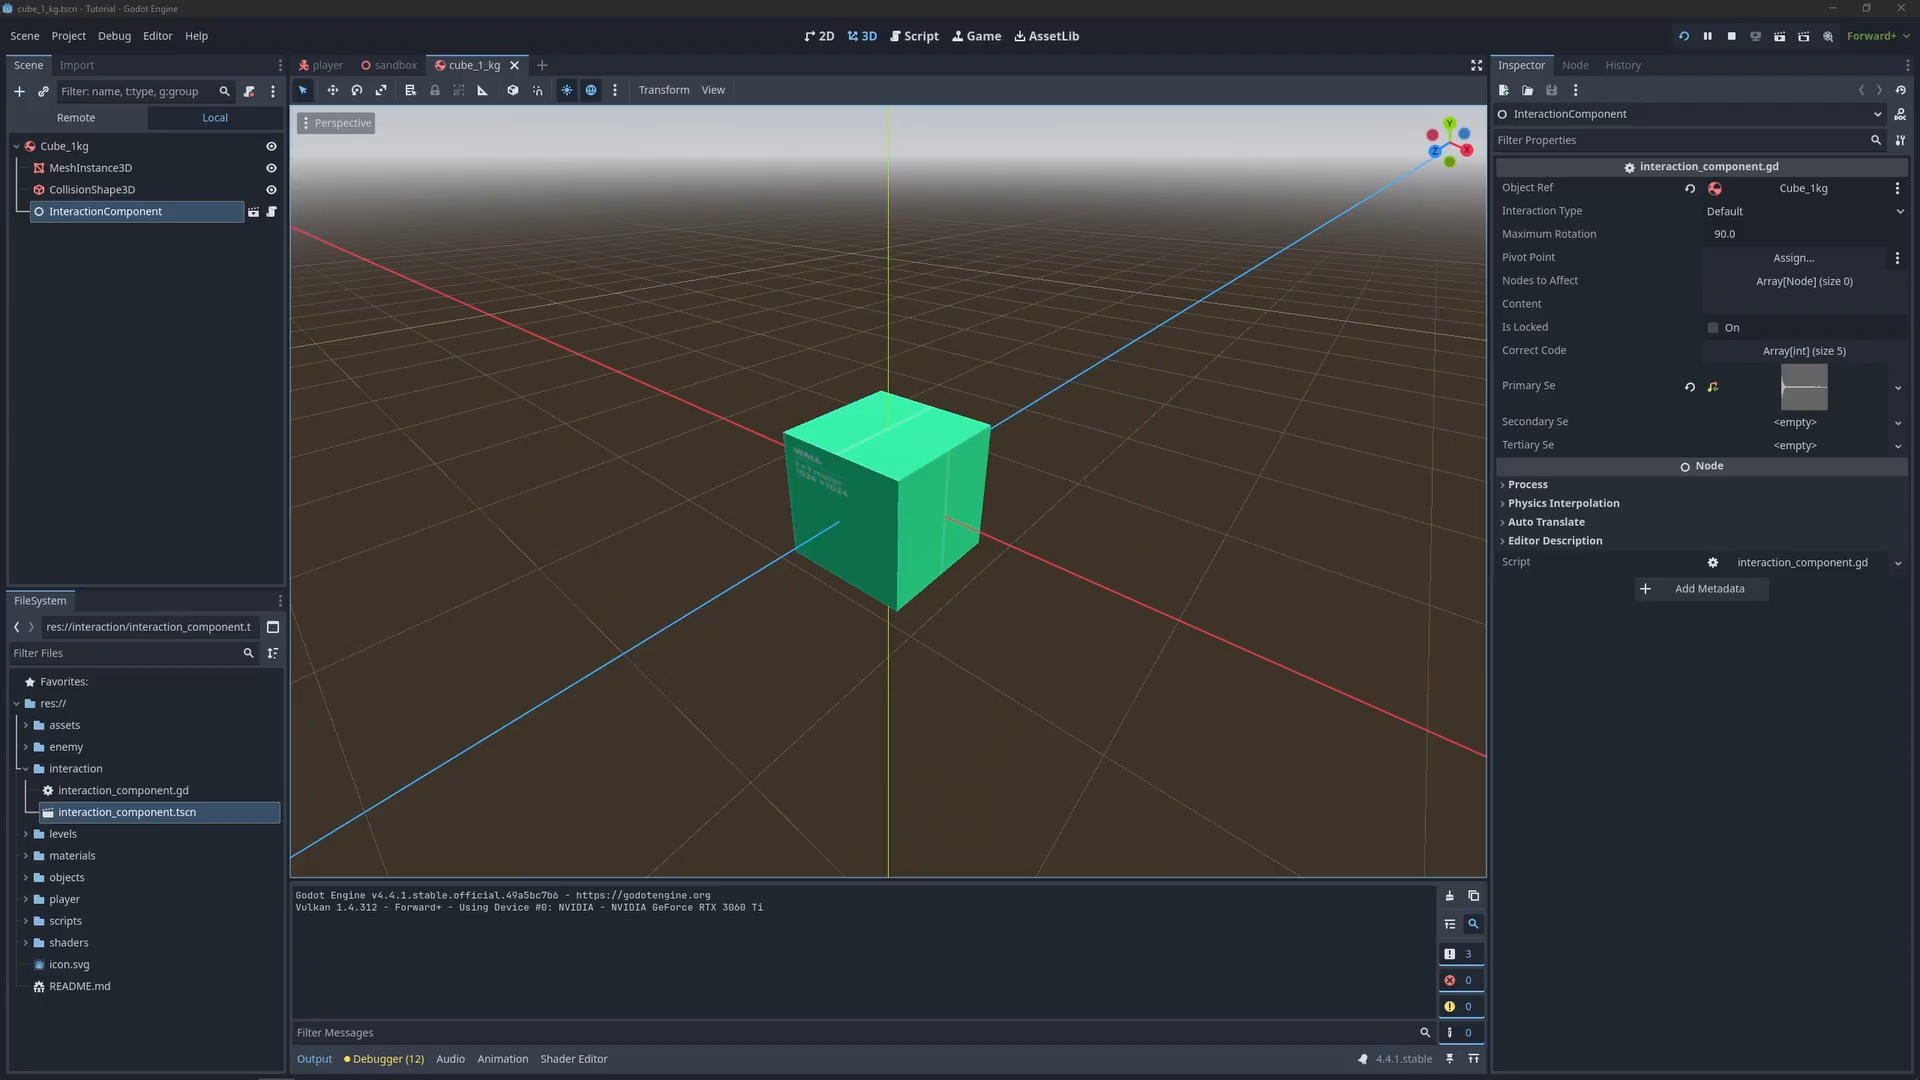 cube_1_kg.tscn - Tutorial - Godot Engine
Scene Project Debug Editor Help
2D 3D Script Game AssetLib
Forward+
Scene Import
player sandbox cube_1_kg
Inspector Node History
Filter: name, t:type, g:group
Transform View
Remote Local
InteractionComponent
Perspective
Y
X
Z
Filter Properties
Cube_1kg
MeshInstance3D
CollisionShape3D
InteractionComponent
interaction_component.gd
Object Ref Cube_1kg
Interaction Type Default
Maximum Rotation 90.0
Pivot Point Assign...
Nodes to Affect Array[Node] (size 0)
Content
Is Locked On
Correct Code Array[int] (size 5)
Primary Se
Secondary Se <empty>
Tertiary Se <empty>
Node
Process
Physics Interpolation
Auto Translate
Editor Description
Script interaction_component.gd
Add Metadata
WALL
1 x 1 meter
1024 x 1024
FileSystem
res://interaction/interaction_component.t
Filter Files
Favorites:
res://
assets
enemy
interaction
interaction_component.gd
interaction_component.tscn
levels
materials
objects
player
scripts
shaders
icon.svg
README.md
Godot Engine v4.4.1.stable.official.49a5bc7b6 - https://godotengine.org
Vulkan 1.4.312 - Forward+ - Using Device #0: NVIDIA - NVIDIA GeForce RTX 3060 Ti
3
0
0
0
Filter Messages
Output Debugger (12) Audio Animation Shader Editor
4.4.1.stable